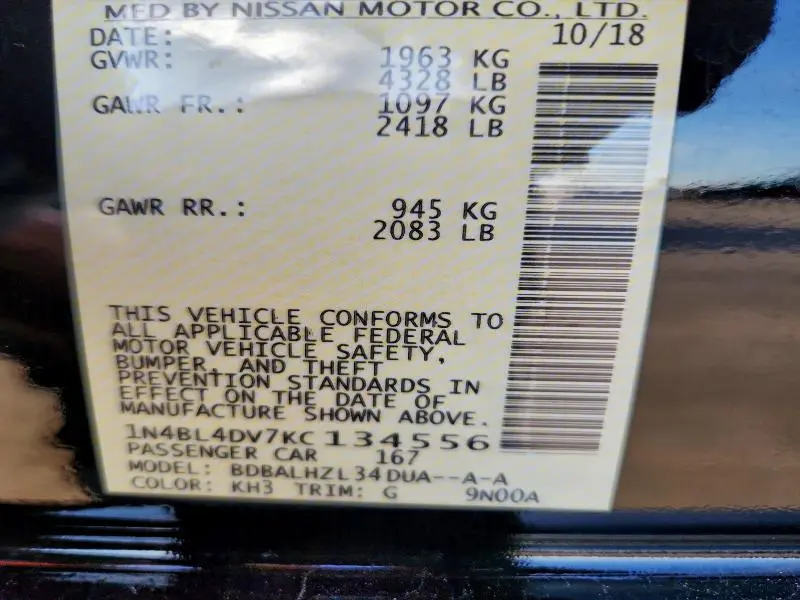 MFD BY NISSAN MOTOR CO., LTD.
DATE: 10/18
GVWR: 1963 KG
4328 LB
GAWR FR.: 1097 KG
2418 LB
GAWR RR.: 945 KG
2083 LB
THIS VEHICLE CONFORMS TO
ALL APPLICABLE FEDERAL
MOTOR VEHICLE SAFETY,
BUMPER, AND THEFT
PREVENTION STANDARDS IN
EFFECT ON THE DATE OF
MANUFACTURE SHOWN ABOVE.
1N4BL4DV7KC134556
PASSENGER CAR 167
MODEL: BDBALHZL34DUA--A-A
COLOR: KH3 TRIM: G 9N00A